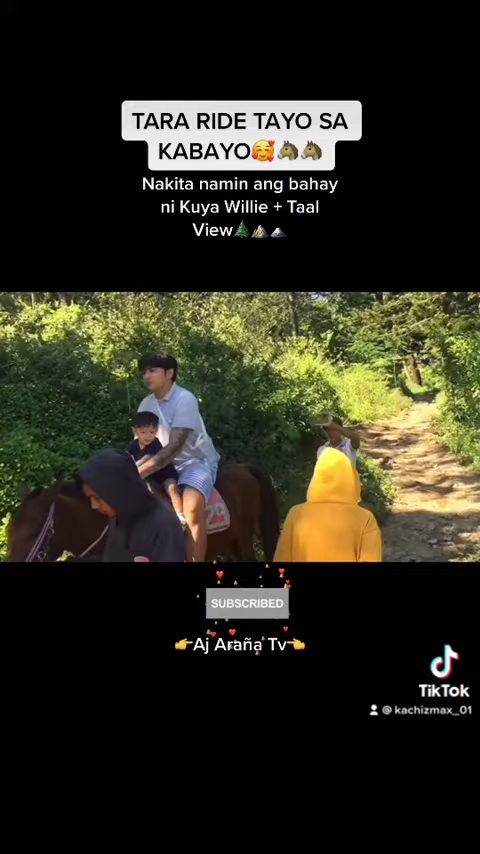 TARA RIDE TAYO SA
KABAYO🥰🐴🐴
Nakita namin ang bahay
ni Kuya Willie + Taal
View🌲⛰️🏔️
29
SUBSCRIBED
👉Aj Araña Tv👈
TikTok
@ kachizmax_01